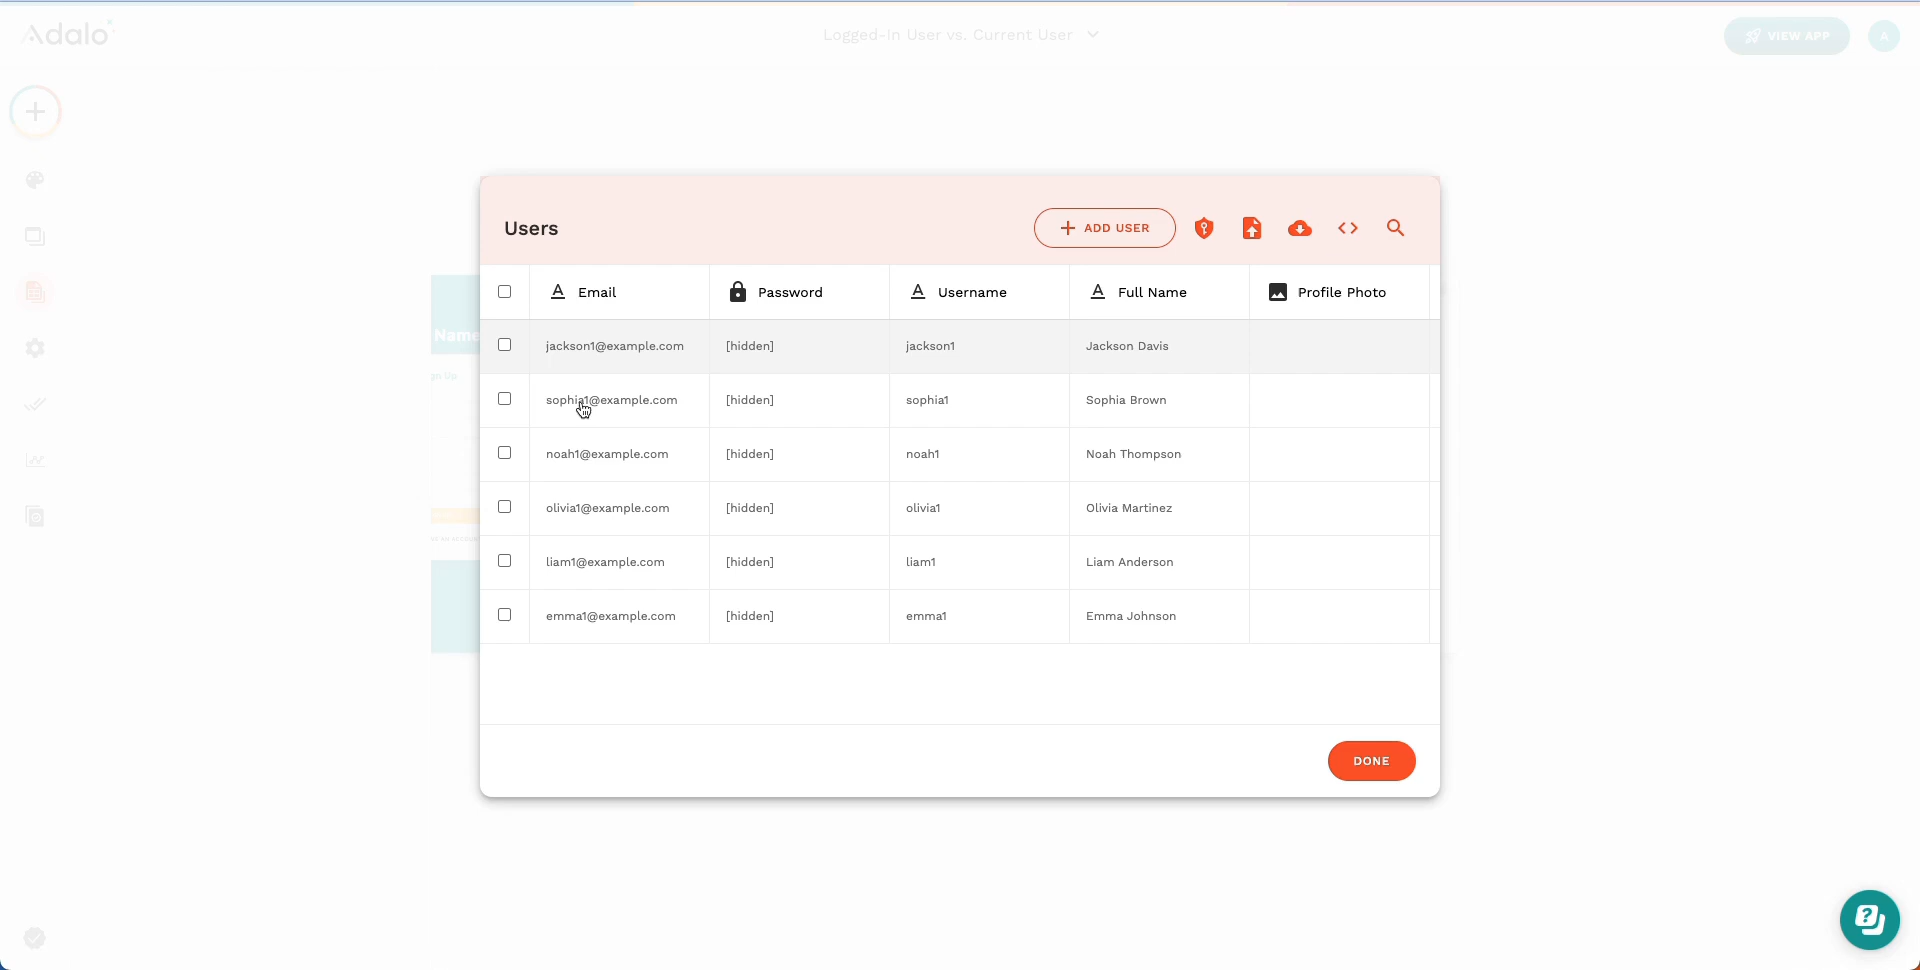 Adalo
Logged-In User vs. Current User
VIEW APP
A
Users
ADD USER
Email Password Username Full Name Profile Photo
jackson1@example.com [hidden] jackson1 Jackson Davis
sophia1@example.com [hidden] sophia1 Sophia Brown
noah1@example.com [hidden] noah1 Noah Thompson
olivia1@example.com [hidden] olivia1 Olivia Martinez
liam1@example.com [hidden] liam1 Liam Anderson
emma1@example.com [hidden] emma1 Emma Johnson
Name
gn Up
DONE